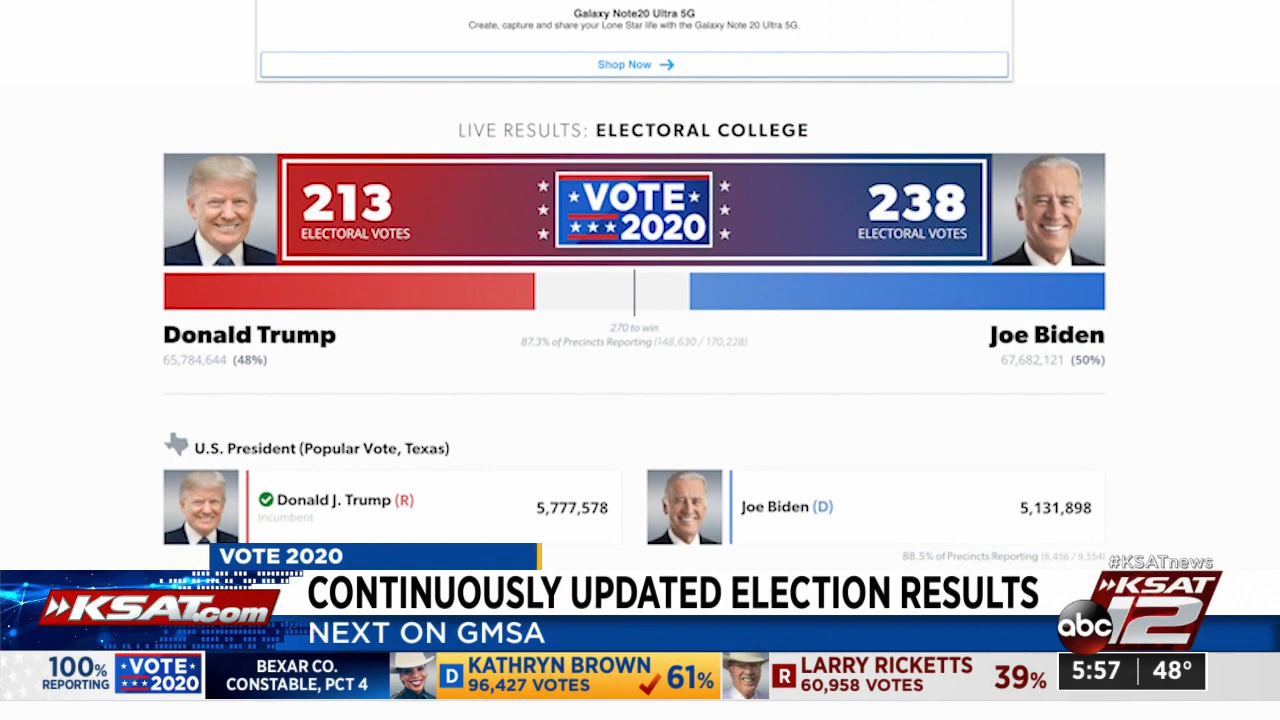 Galaxy Note20 Ultra 5G
Create, capture and share your Lone Star life with the Galaxy Note 20 Ultra 5G.
Shop Now →
LIVE RESULTS: ELECTORAL COLLEGE
213
ELECTORAL VOTES
VOTE
2020
238
ELECTORAL VOTES
Donald Trump
65,784,644 (48%)
270 to win
87.3% of Precincts Reporting (148,630 / 170,228)
Joe Biden
67,682,121 (50%)
U.S. President (Popular Vote, Texas)
Donald J. Trump (R)
Incumbent
5,777,578
Joe Biden (D)
5,131,898
88.5% of Precincts Reporting (8,456 / 9,554)
#KSATnews
VOTE 2020
KSAT.com
CONTINUOUSLY UPDATED ELECTION RESULTS
NEXT ON GMSA
KSAT
abc 12
100%
REPORTING
VOTE
2020
BEXAR CO.
CONSTABLE, PCT 4
D KATHRYN BROWN
96,427 VOTES
61%
R LARRY RICKETTS
60,958 VOTES
39%
5:57 48°